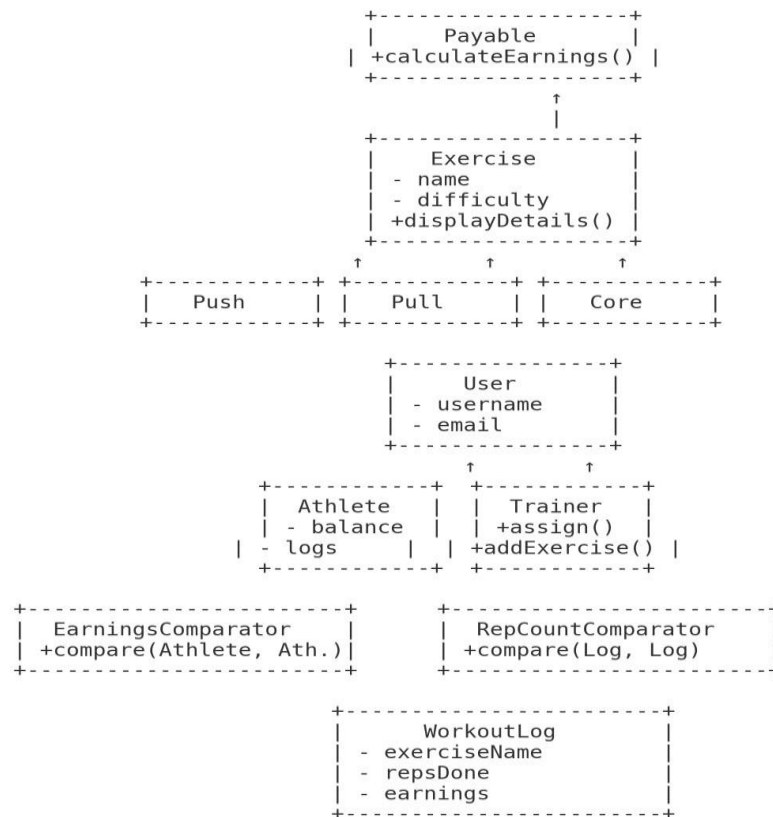 Payable
+calculateEarnings()
Exercise
- name
- difficulty
+displayDetails()
Push Pull Core
User
- username
- email
Athlete Trainer
- balance +assign()
- logs +addExercise()
EarningsComparator RepCountComparator
+compare(Athlete, Ath.) +compare(Log, Log)
WorkoutLog
- exerciseName
- repsDone
- earnings